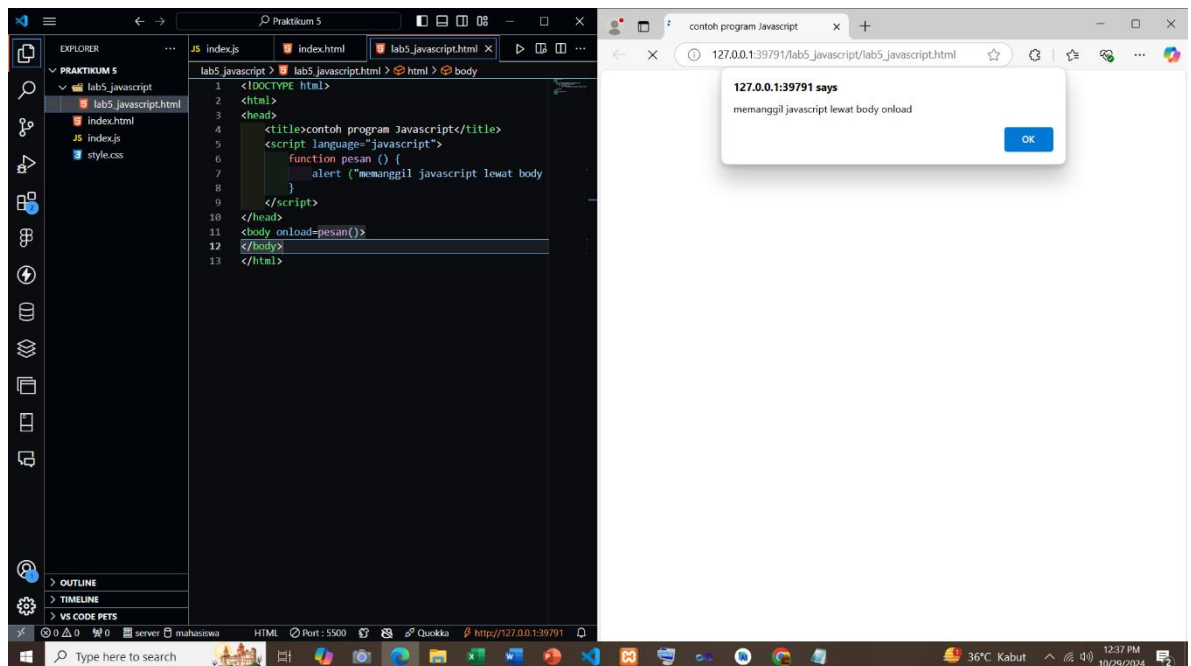 Praktikum 5
EXPLORER
PRAKTIKUM 5
lab5_javascript
lab5_javascript.html
index.html
JS index.js
style.css
OUTLINE
TIMELINE
VS CODE PETS
JS index.js
index.html
lab5_javascript.html
lab5_javascript > lab5_javascript.html > html > body
1 <!DOCTYPE html>
2 <html>
3 <head>
4 <title>contoh program Javascript</title>
5 <script language="javascript">
6 function pesan () {
7 alert ("memanggil javascript lewat body
8 }
9 </script>
10 </head>
11 <body onload=pesan()>
12 </body>
13 </html>
0 0 0 server mahasiswa HTML Port : 5500 Quokka http://127.0.0.1:39791
contoh program Javascript
127.0.0.1:39791/lab5_javascript/lab5_javascript.html
127.0.0.1:39791 says
memanggil javascript lewat body onload
OK
Type here to search
36°C Kabut
12:37 PM
10/29/2024